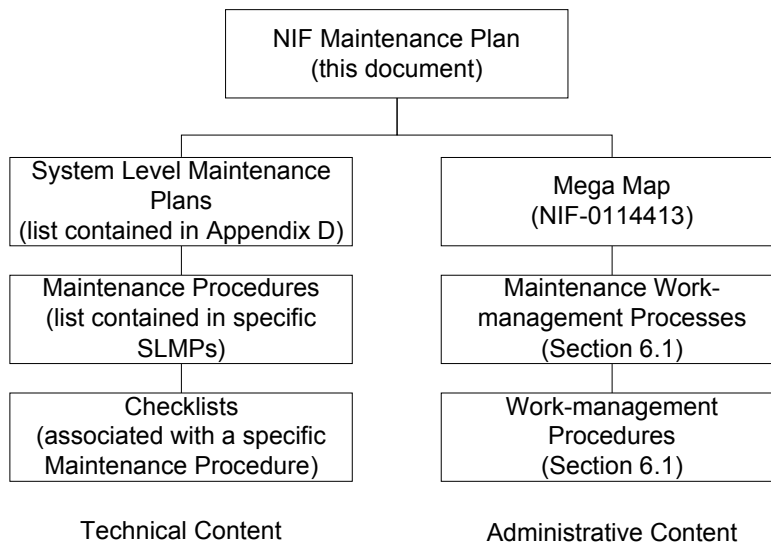 NIF Maintenance Plan
(this document)
System Level Maintenance
Plans
(list contained in Appendix D)
Maintenance Procedures
(list contained in specific
SLMPs)
Checklists
(associated with a specific
Maintenance Procedure)
Technical Content
Mega Map
(NIF-0114413)
Maintenance Work-
management Processes
(Section 6.1)
Work-management
Procedures
(Section 6.1)
Administrative Content